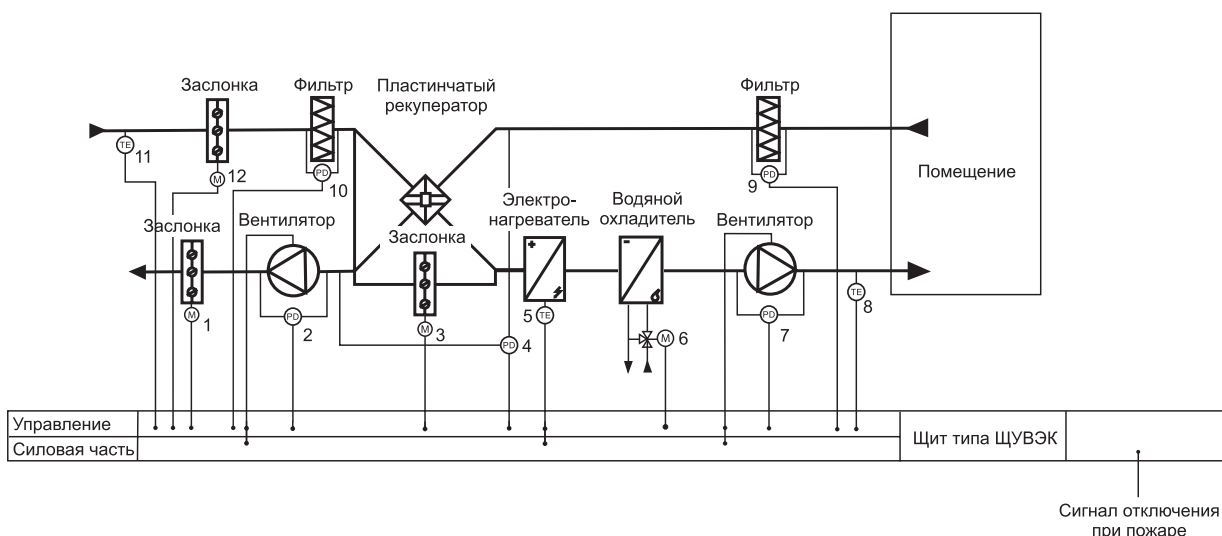 Заслонка
Фильтр
Пластинчатый
рекуператор
Фильтр
TE
11
M
12
PD
10
PD
9
Помещение
Заслонка
Вентилятор
Заслонка
Электро-
нагреватель
Водяной
охладитель
Вентилятор
+
-
M
1
PD
2
M
3
PD
4
5
TE
M
6
PD
7
TE
8
Управление
Силовая часть
Щит типа ЩУВЭК
Сигнал отключения
при пожаре